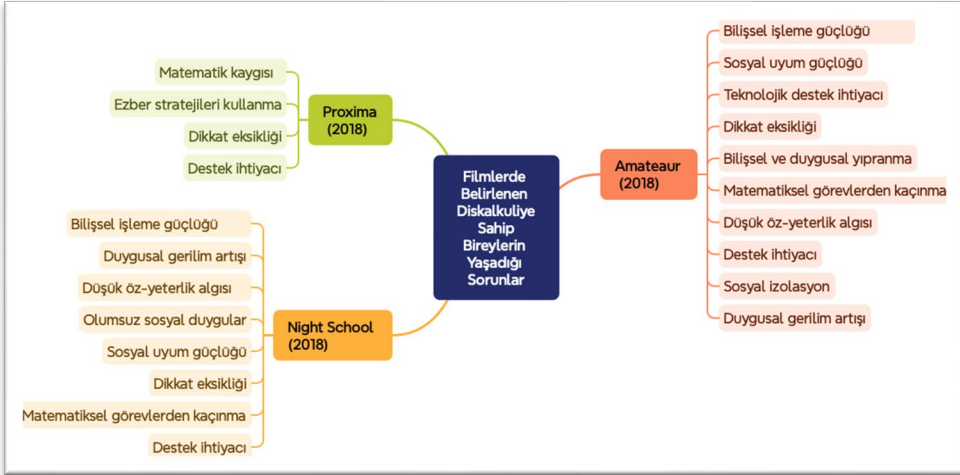 Filmlerde
Belirlenen
Diskalkuliye
Sahip
Bireylerin
Yaşadığı
Sorunlar
Proxima
(2018)
Matematik kaygısı
Ezber stratejileri kullanma
Dikkat eksikliği
Destek ihtiyacı
Night School
(2018)
Bilişsel işleme güçlüğü
Duygusal gerilim artışı
Düşük öz-yeterlik algısı
Olumsuz sosyal duygular
Sosyal uyum güçlüğü
Dikkat eksikliği
Matematiksel görevlerden kaçınma
Destek ihtiyacı
Amateaur
(2018)
Bilişsel işleme güçlüğü
Sosyal uyum güçlüğü
Teknolojik destek ihtiyacı
Dikkat eksikliği
Bilişsel ve duygusal yıpranma
Matematiksel görevlerden kaçınma
Düşük öz-yeterlik algısı
Destek ihtiyacı
Sosyal izolasyon
Duygusal gerilim artışı